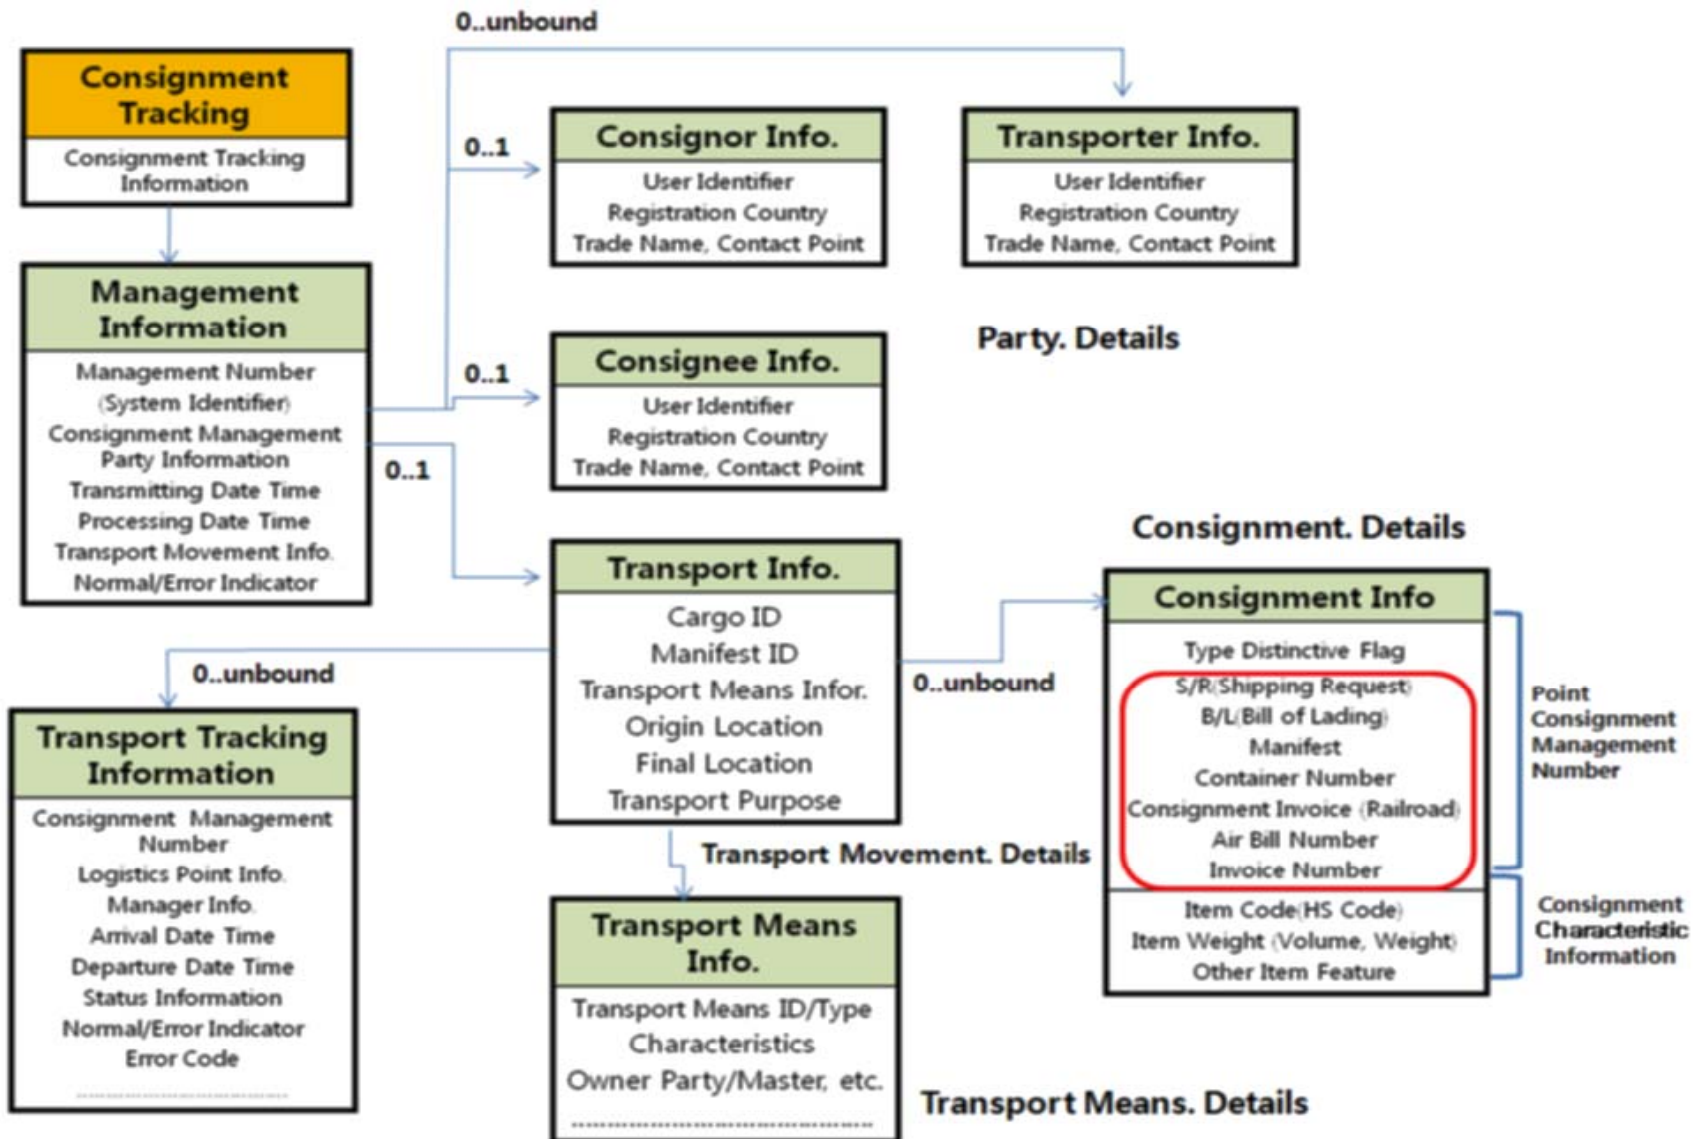 0..unbound
Consignment
Tracking
Consignment Tracking
Information
0..1
Consignor Info.
User Identifier
Registration Country
Trade Name, Contact Point
Transporter Info.
User Identifier
Registration Country
Trade Name, Contact Point
Party. Details
Management
Information
Management Number
(System Identifier)
Consignment Management
Party Information
Transmitting Date Time
Processing Date Time
Transport Movement Info.
Normal/Error Indicator
0..1
Consignee Info.
User Identifier
Registration Country
Trade Name, Contact Point
0..1
Transport Info.
Cargo ID
Manifest ID
Transport Means Infor.
Origin Location
Final Location
Transport Purpose
0..unbound
Consignment. Details
Consignment Info
Type Distinctive Flag
S/R(Shipping Request)
B/L(Bill of Lading)
Manifest
Container Number
Consignment Invoice (Railroad)
Air Bill Number
Invoice Number
Item Code(HS Code)
Item Weight (Volume, Weight)
Other Item Feature
Point
Consignment
Management
Number
Consignment
Characteristic
Information
0..unbound
Transport Tracking
Information
Consignment Management
Number
Logistics Point Info.
Manager Info.
Arrival Date Time
Departure Date Time
Status Information
Normal/Error Indicator
Error Code
Transport Movement. Details
Transport Means
Info.
Transport Means ID/Type
Characteristics
Owner Party/Master, etc.
Transport Means. Details